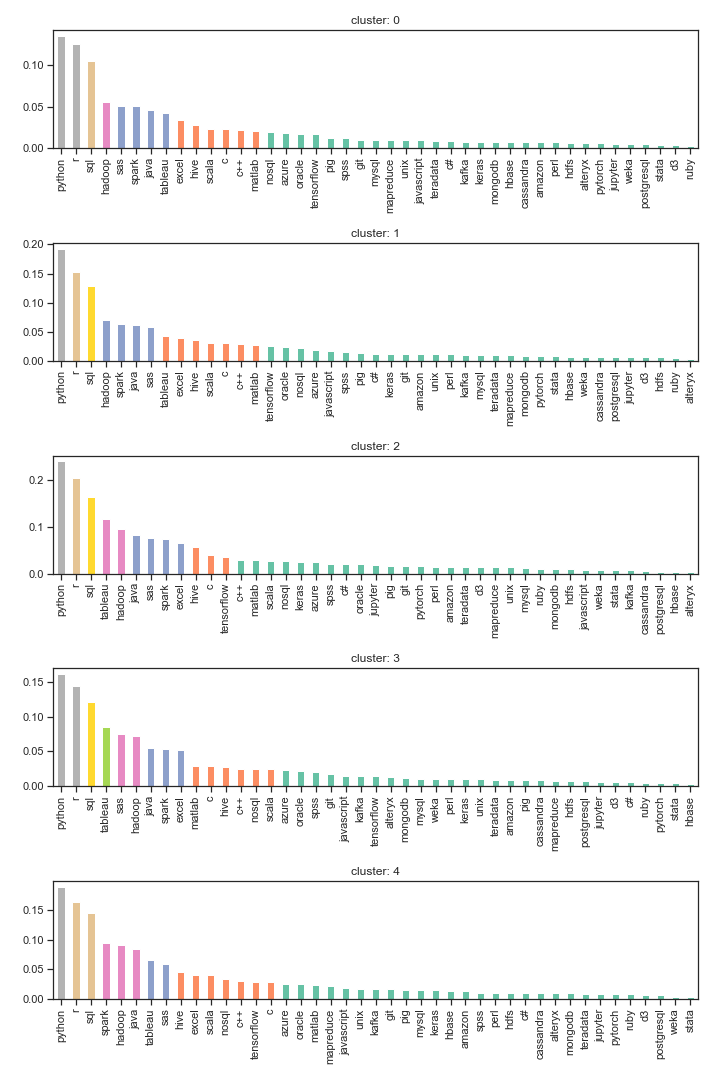 cluster: 0
0.10
0.05
0.00
python r sql hadoop sas spark java tableau excel hive scala c c++ matlab nosql azure oracle tensorflow pig spss git mysql mapreduce unix javascript teradata c# kafka keras mongodb hbase cassandra amazon perl hdfs alteryx pytorch jupyter weka postgresql stata d3 ruby
cluster: 1
0.20
0.15
0.10
0.05
0.00
python r sql hadoop spark java sas tableau excel hive scala c c++ matlab tensorflow oracle nosql azure javascript spss pig c# keras git amazon unix perl kafka mysql teradata mapreduce mongodb pytorch stata hbase weka cassandra postgresql jupyter d3 hdfs ruby alteryx
cluster: 2
0.2
0.1
0.0
python r sql tableau hadoop java sas spark excel hive c tensorflow c++ matlab scala nosql keras azure spss c# oracle jupyter pig git pytorch perl amazon teradata d3 mapreduce unix mysql ruby mongodb hdfs javascript weka stata kafka cassandra postgresql hbase alteryx
cluster: 3
0.15
0.10
0.05
0.00
python r sql tableau sas hadoop java spark excel matlab c hive c++ nosql scala azure oracle spss git javascript kafka tensorflow alteryx mongodb mysql weka perl keras unix teradata amazon pig cassandra mapreduce hdfs postgresql jupyter d3 c# ruby pytorch stata hbase
cluster: 4
0.15
0.10
0.05
0.00
python r sql spark hadoop java tableau sas hive excel scala nosql c++ tensorflow c azure oracle matlab mapreduce javascript unix kafka git pig mysql keras hbase amazon spss perl hdfs c# cassandra alteryx mongodb teradata jupyter pytorch ruby d3 postgresql weka stata